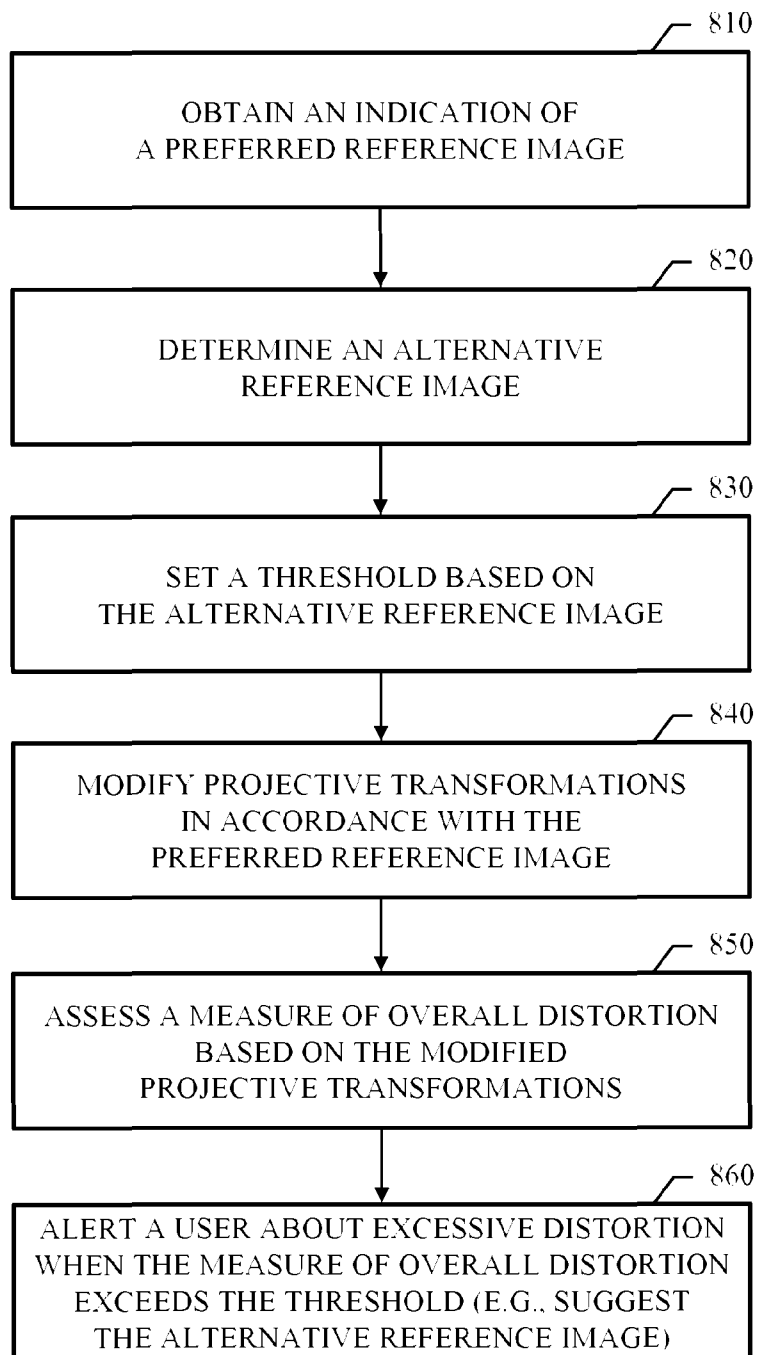 810
OBTAIN AN INDICATION OF
A PREFERRED REFERENCE IMAGE
820
DETERMINE AN ALTERNATIVE
REFERENCE IMAGE
830
SET A THRESHOLD BASED ON
THE ALTERNATIVE REFERENCE IMAGE
840
MODIFY PROJECTIVE TRANSFORMATIONS
IN ACCORDANCE WITH THE
PREFERRED REFERENCE IMAGE
850
ASSESS A MEASURE OF OVERALL DISTORTION
BASED ON THE MODIFIED
PROJECTIVE TRANSFORMATIONS
860
ALERT A USER ABOUT EXCESSIVE DISTORTION
WHEN THE MEASURE OF OVERALL DISTORTION
EXCEEDS THE THRESHOLD (E.G., SUGGEST
THE ALTERNATIVE REFERENCE IMAGE)